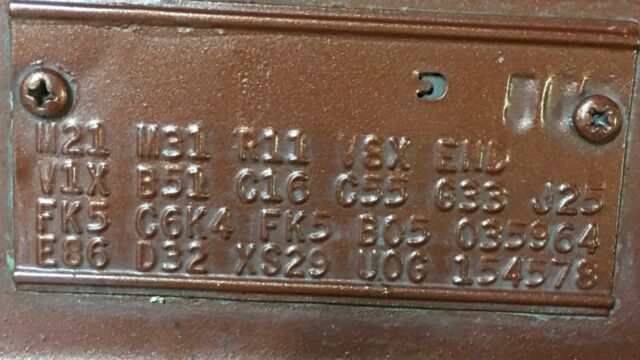 M21 M31 R11 V8X END
V1X B51 C16 C55 G33 J25
FK5 C6K4 FK5 B05 035964
E86 D32 XS29 U0G 154578